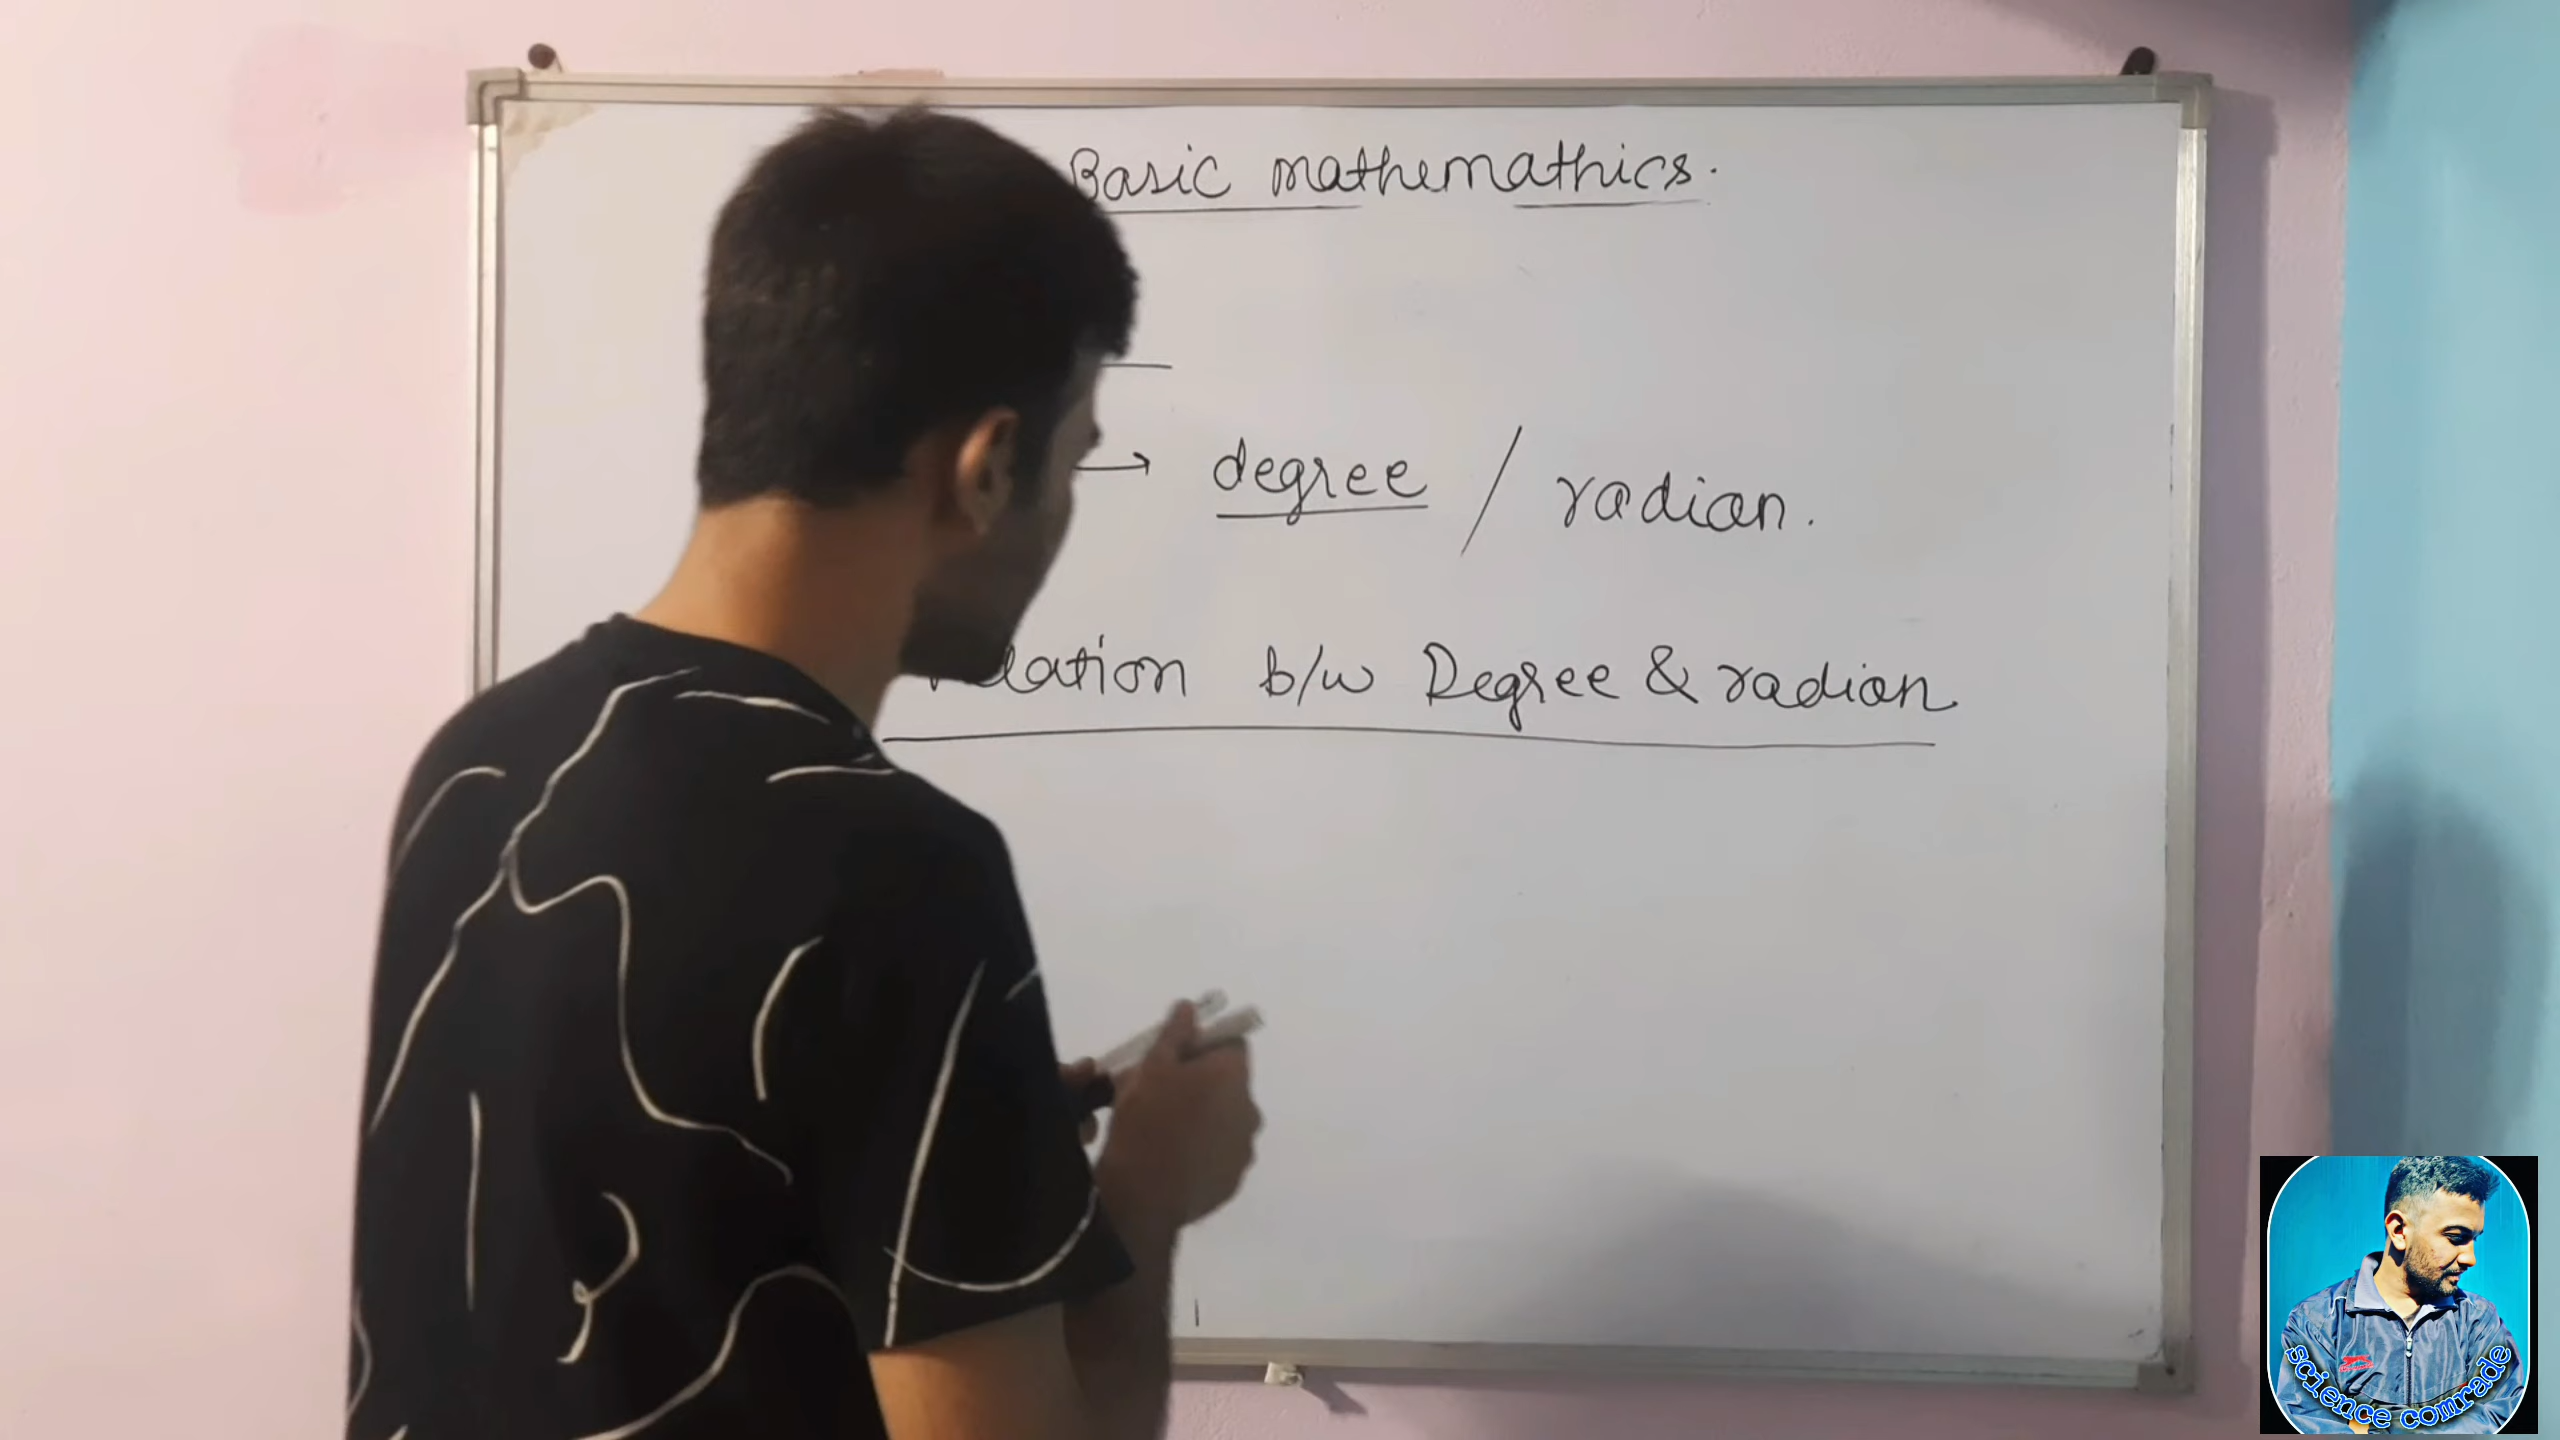 Basic mathemathics.
→ degree / radian.
lation b/w Degree & radian
science comrade